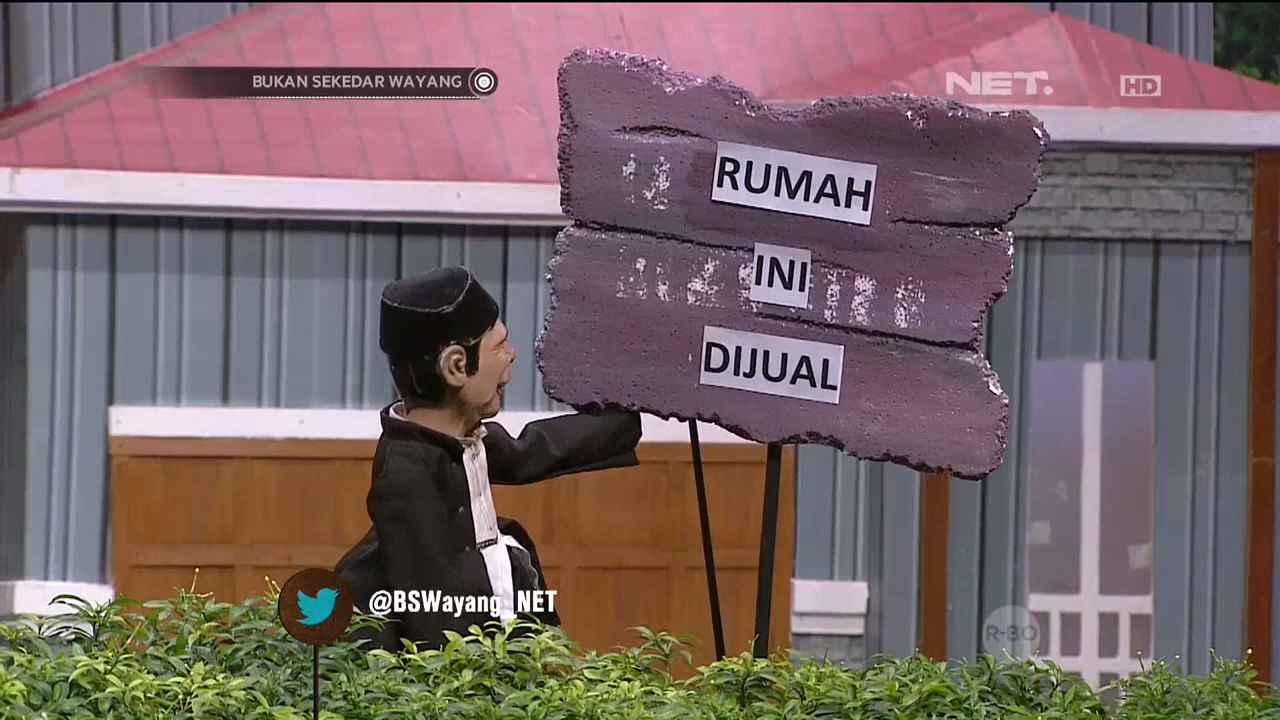 BUKAN SEKEDAR WAYANG
NET.
HD
RUMAH
INI
DIJUAL
@BSWayang_NET
R-BO